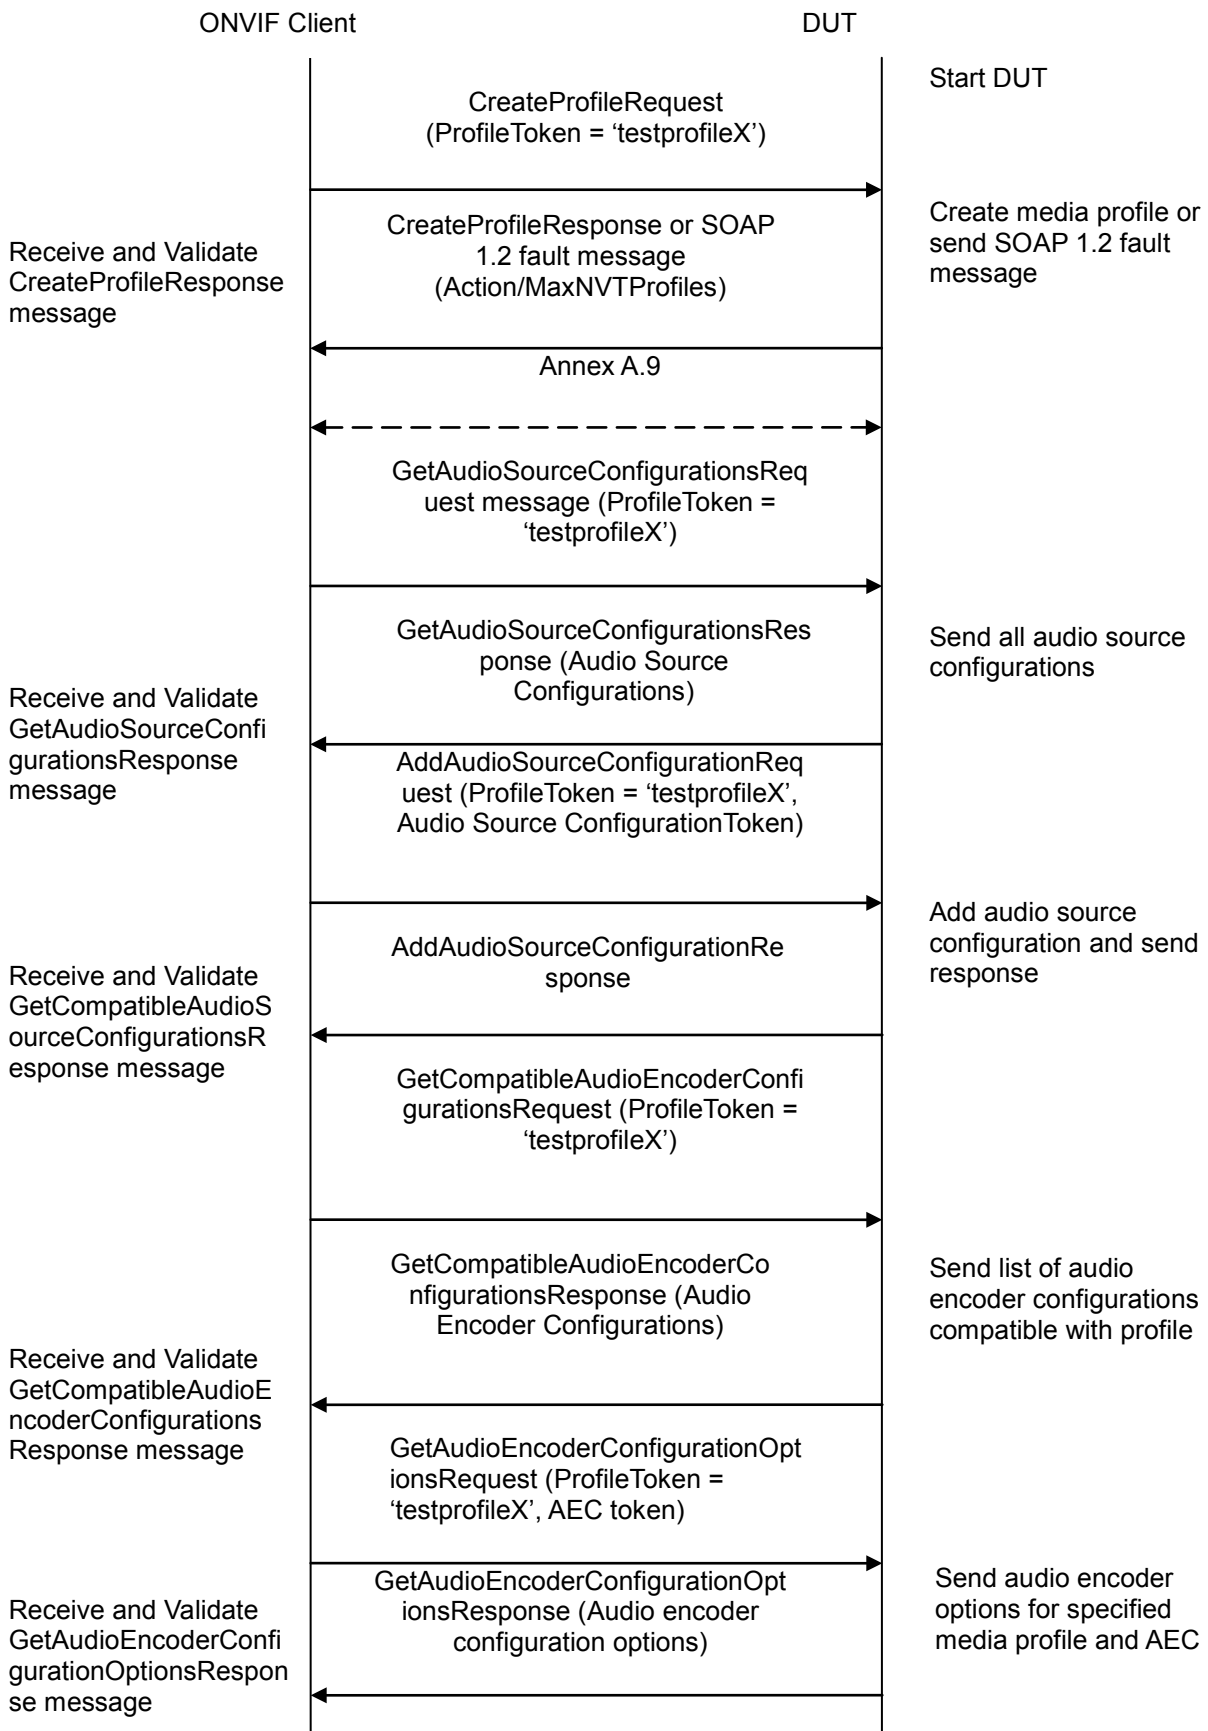 ONVIF Client
DUT
Start DUT
CreateProfileRequest
(ProfileToken = ‘testprofileX’)
Create media profile or
send SOAP 1.2 fault
message
CreateProfileResponse or SOAP
1.2 fault message
(Action/MaxNVTProfiles)
Receive and Validate
CreateProfileResponse
message
Annex A.9
GetAudioSourceConfigurationsReq
uest message (ProfileToken =
‘testprofileX’)
GetAudioSourceConfigurationsRes
ponse (Audio Source
Configurations)
Send all audio source
configurations
Receive and Validate
GetAudioSourceConfi
gurationsResponse
message
AddAudioSourceConfigurationReq
uest (ProfileToken = ‘testprofileX’,
Audio Source ConfigurationToken)
Add audio source
configuration and send
response
AddAudioSourceConfigurationRe
sponse
Receive and Validate
GetCompatibleAudioS
ourceConfigurationsR
esponse message
GetCompatibleAudioEncoderConfi
gurationsRequest (ProfileToken =
‘testprofileX’)
GetCompatibleAudioEncoderCo
nfigurationsResponse (Audio
Encoder Configurations)
Send list of audio
encoder configurations
compatible with profile
Receive and Validate
GetCompatibleAudioE
ncoderConfigurations
Response message
GetAudioEncoderConfigurationOpt
ionsRequest (ProfileToken =
‘testprofileX’, AEC token)
GetAudioEncoderConfigurationOpt
ionsResponse (Audio encoder
configuration options)
Send audio encoder
options for specified
media profile and AEC
Receive and Validate
GetAudioEncoderConfi
gurationOptionsRespon
se message